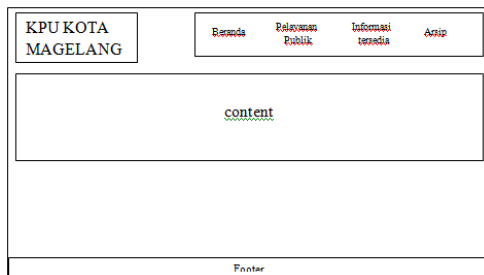 KPU KOTA
MAGELANG
Beranda
Pelayanan
Publik
Informasi
tersedia
Arsip
content
Footer